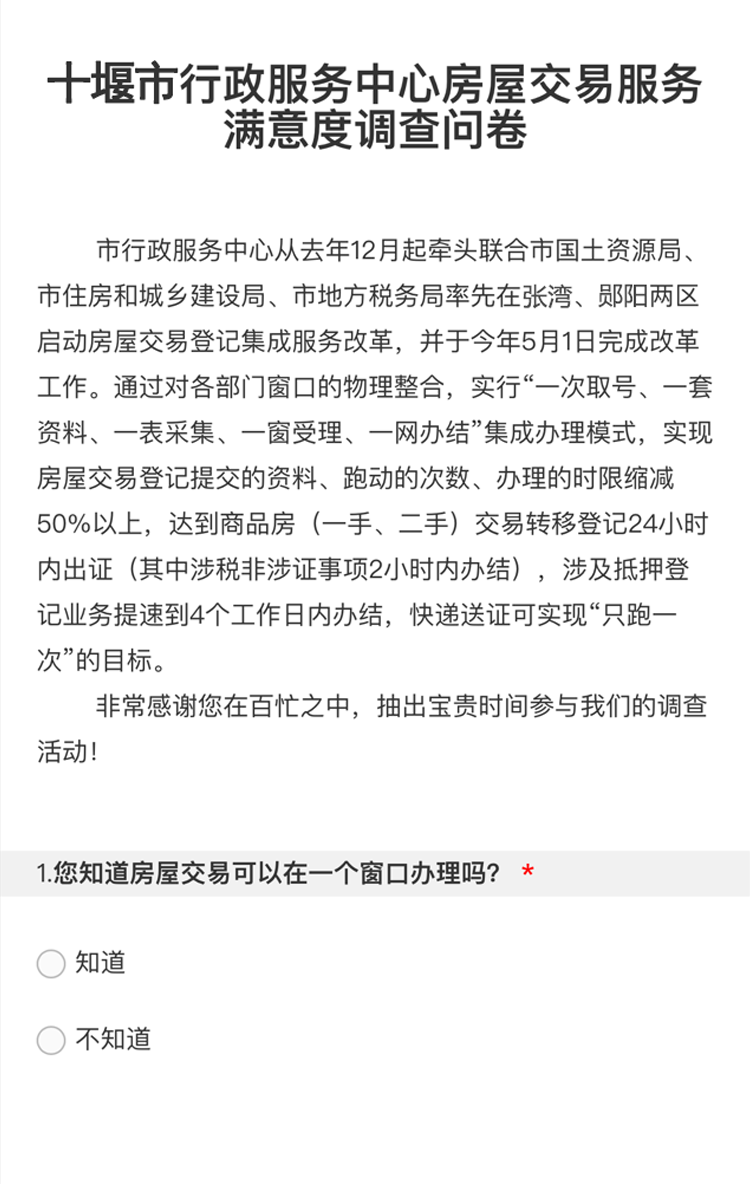 十堰市行政服务中心房屋交易服务
满意度调查问卷
市行政服务中心从去年12月起牵头联合市国土资源局、
市住房和城乡建设局、市地方税务局率先在张湾、郧阳两区
启动房屋交易登记集成服务改革，并于今年5月1日完成改革
工作。通过对各部门窗口的物理整合，实行“一次取号、一套
资料、一表采集、一窗受理、一网办结”集成办理模式，实现
房屋交易登记提交的资料、跑动的次数、办理的时限缩减
50%以上，达到商品房（一手、二手）交易转移登记24小时
内出证（其中涉税非涉证事项2小时内办结），涉及抵押登
记业务提速到4个工作日内办结，快递送证可实现“只跑一
次”的目标。
非常感谢您在百忙之中，抽出宝贵时间参与我们的调查
活动！
1.您知道房屋交易可以在一个窗口办理吗？ *
知道
不知道